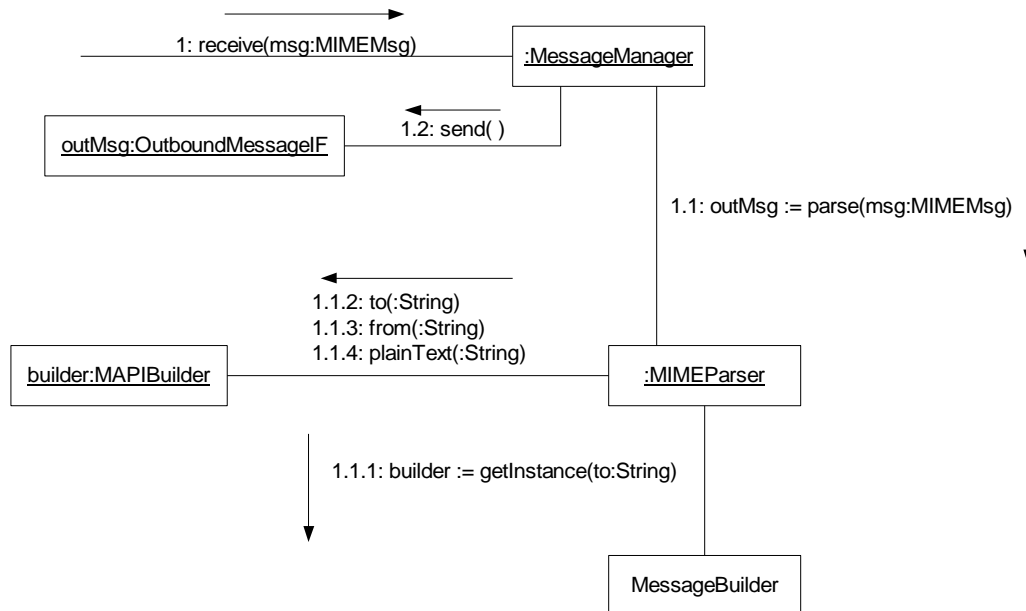 1: receive(msg:MIMEMsg)
:MessageManager
1.2: send( )
outMsg:OutboundMessageIF
1.1: outMsg := parse(msg:MIMEMsg)
1.1.2: to(:String)
1.1.3: from(:String)
1.1.4: plainText(:String)
builder:MAPIBuilder
:MIMEParser
1.1.1: builder := getInstance(to:String)
MessageBuilder